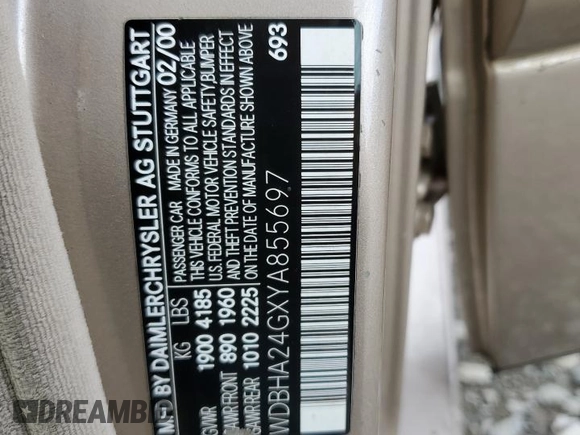 MFD BY DAIMLERCHRYSLER AG STUTTGART
PASSENGER CAR MADE IN GERMANY 02/00
KG LBS
GVWR 1900 4185
GAWR FRONT 890 1960
GAWR REAR 1010 2225
THIS VEHICLE CONFORMS TO ALL APPLICABLE
U.S. FEDERAL MOTOR VEHICLE SAFETY, BUMPER
AND THEFT PREVENTION STANDARDS IN EFFECT
ON THE DATE OF MANUFACTURE SHOWN ABOVE
693
WDBHA24GXYA855697
DREAMBID